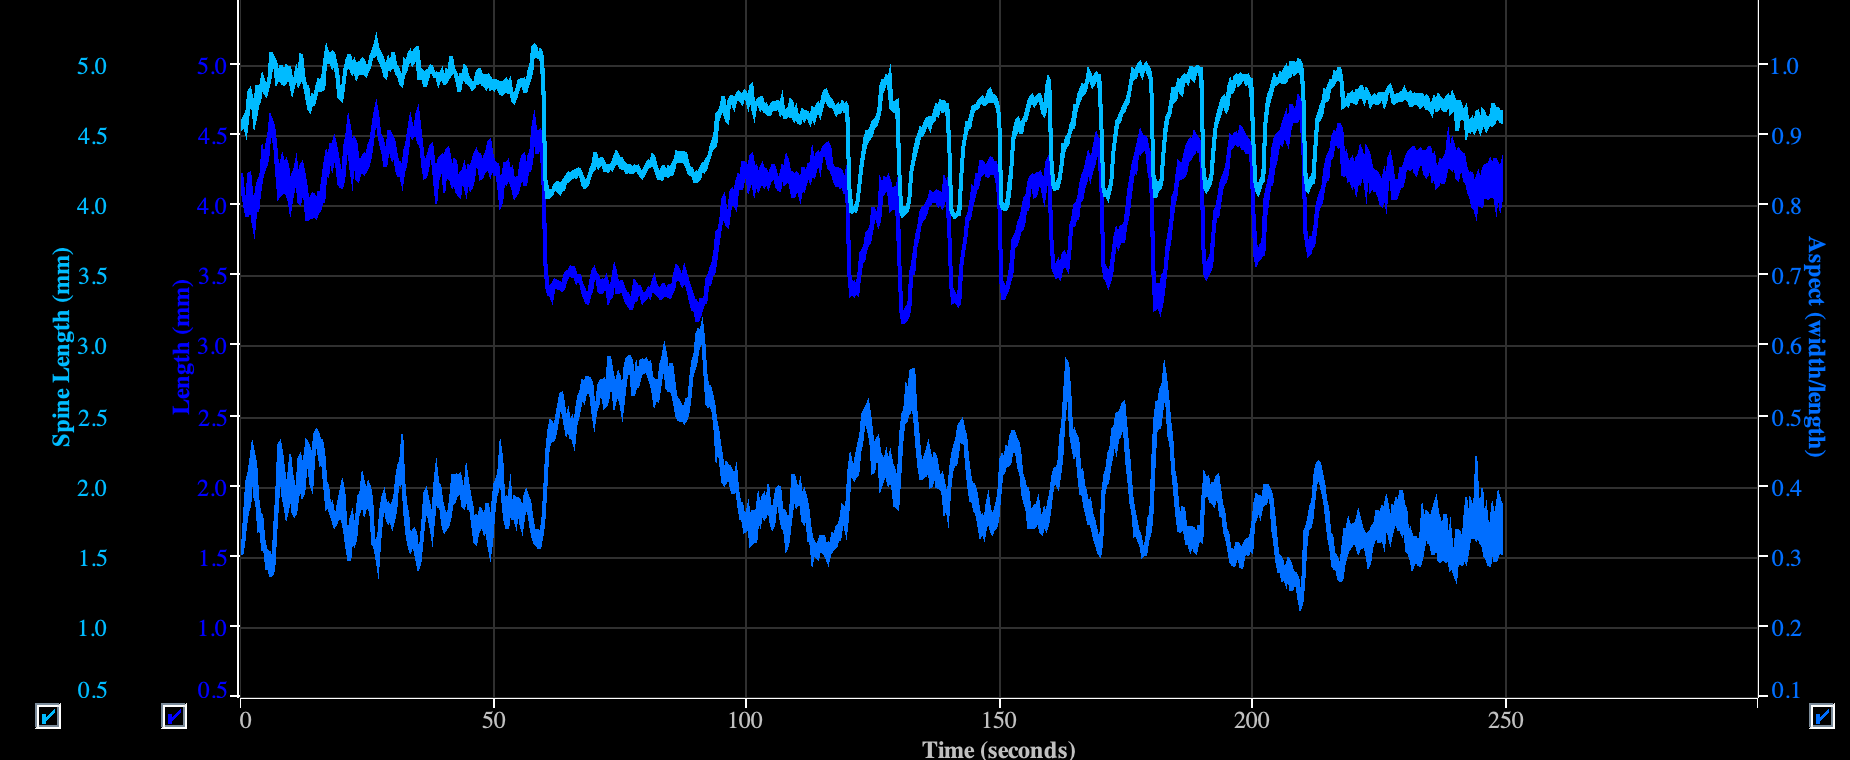 5.0 5.0 1.0
4.5 4.5 0.9
4.0 4.0 0.8
3.5 3.5 0.7
3.0 3.0 0.6
2.5 2.5 0.5
2.0 2.0 0.4
1.5 1.5 0.3
1.0 1.0 0.2
0.5 0.5 0.1
Spine Length (mm)
Length (mm)
Aspect (width/length)
0 50 100 150 200 250
Time (seconds)